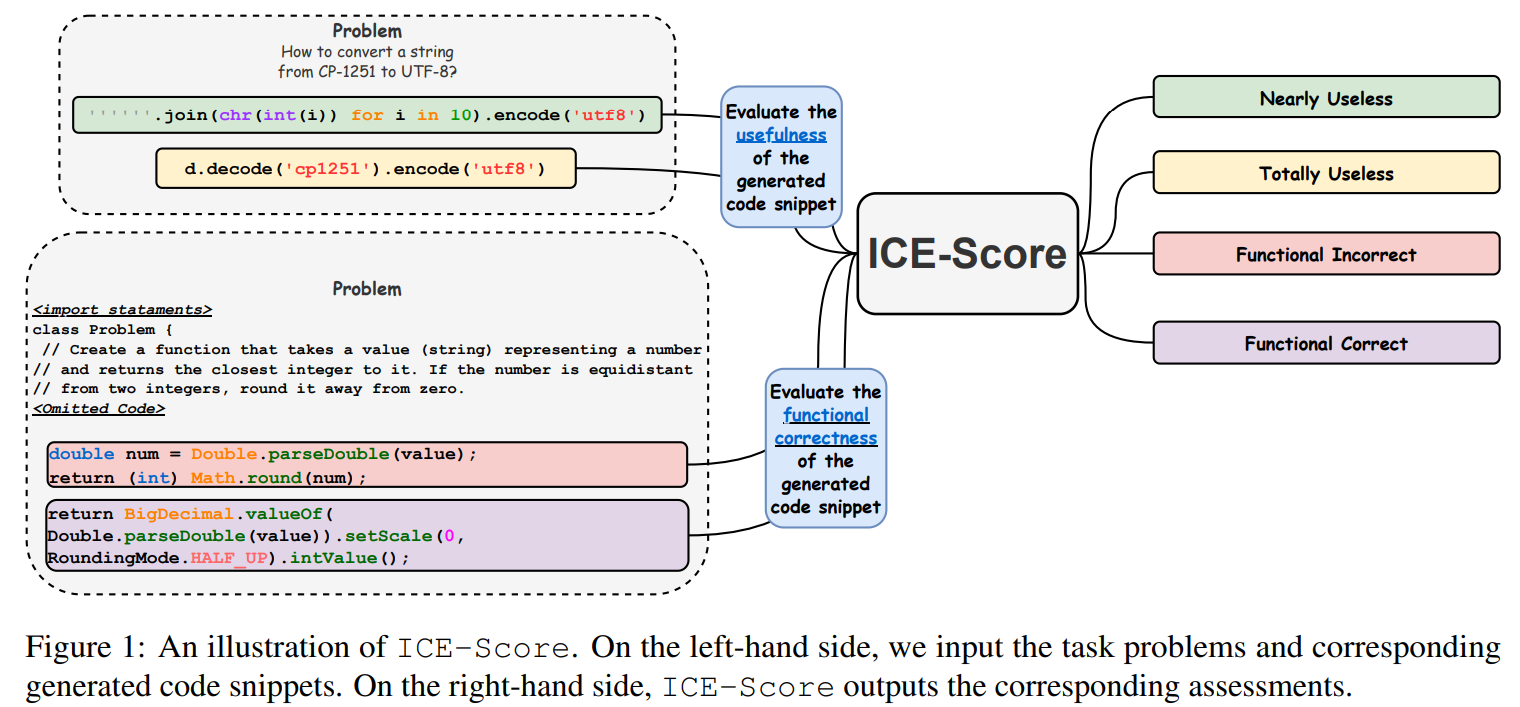 Problem
How to convert a string
from CP-1251 to UTF-8?
''''''.join(chr(int(i)) for i in 10).encode('utf8')
d.decode('cp1251').encode('utf8')
Evaluate the
usefulness
of the
generated
code snippet
Problem
<import stataments>
class Problem {
// Create a function that takes a value (string) representing a number
// and returns the closest integer to it. If the number is equidistant
// from two integers, round it away from zero.
<Omitted Code>
double num = Double.parseDouble(value);
return (int) Math.round(num);
return BigDecimal.valueOf(
Double.parseDouble(value)).setScale(0,
RoundingMode.HALF_UP).intValue();
Evaluate the
functional
correctness
of the
generated
code snippet
ICE-Score
Nearly Useless
Totally Useless
Functional Incorrect
Functional Correct
Figure 1: An illustration of ICE-Score. On the left-hand side, we input the task problems and corresponding
generated code snippets. On the right-hand side, ICE-Score outputs the corresponding assessments.